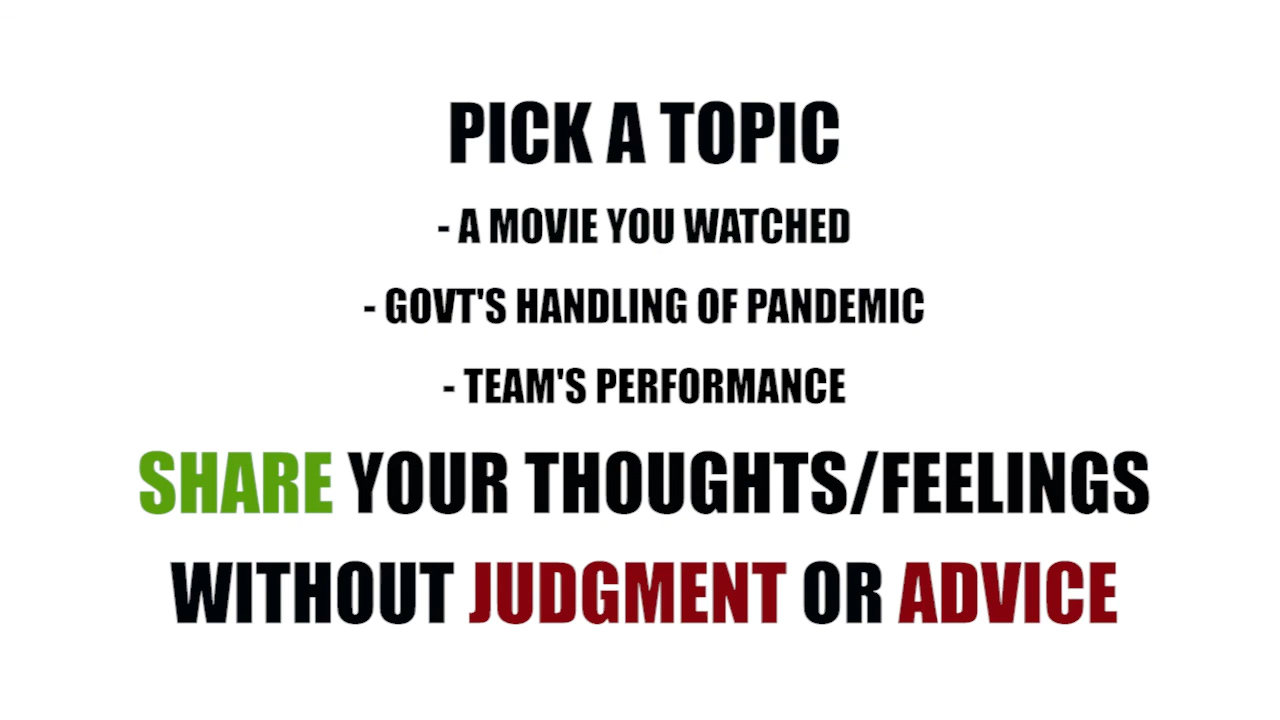 PICK A TOPIC
- A MOVIE YOU WATCHED
- GOVT'S HANDLING OF PANDEMIC
- TEAM'S PERFORMANCE
SHARE YOUR THOUGHTS/FEELINGS
WITHOUT JUDGMENT OR ADVICE